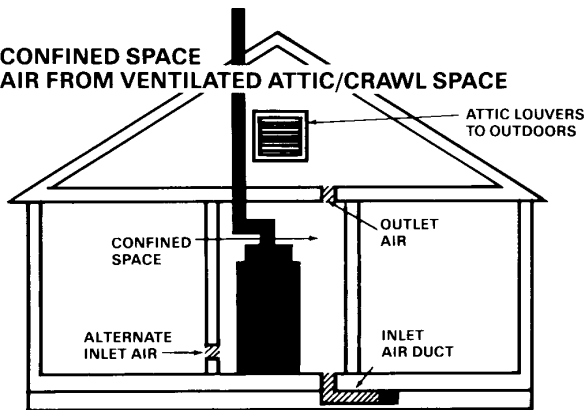 CONFINED SPACE
AIR FROM VENTILATED ATTIC/CRAWL SPACE
ATTIC LOUVERS
TO OUTDOORS
OUTLET
AIR
CONFINED
SPACE
ALTERNATE
INLET AIR
INLET
AIR DUCT